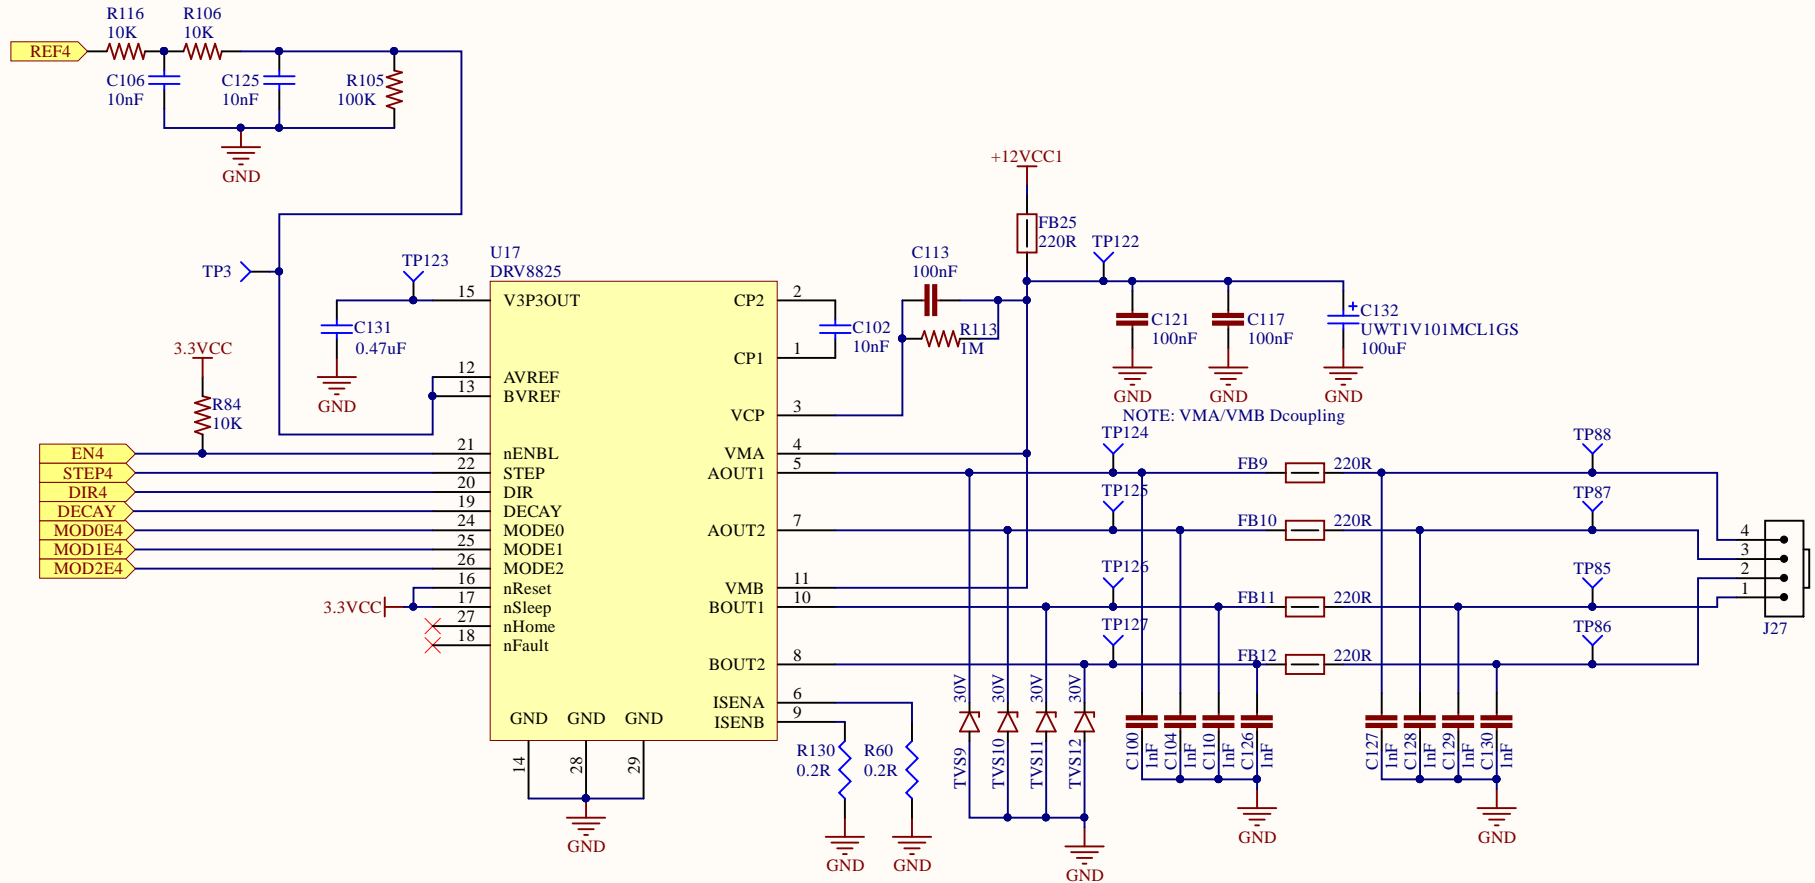 R116
10K
R106
10K
REF4
C106
10nF
C125
10nF
R105
100K
GND
+12VCC1
FB25
220R
TP122
C113
100nF
U17
DRV8825
TP123
TP3
15
V3P3OUT
CP2
2
C131
0.47uF
C102
10nF
R113
1M
C121
100nF
C117
100nF
+
C132
UWT1V101MCL1GS
100uF
3.3VCC
CP1
1
12
AVREF
13
BVREF
GND
GND
GND
GND
NOTE: VMA/VMB Dcoupling
R84
10K
VCP
3
TP124
TP88
EN4
21
nENBL
VMA
4
STEP4
22
STEP
AOUT1
5
FB9
220R
DIR4
20
DIR
TP125
TP87
DECAY
19
DECAY
MOD0E4
24
MODE0
AOUT2
7
FB10
220R
4
MOD1E4
25
MODE1
3
MOD2E4
26
MODE2
TP126
TP85
2
16
nReset
VMB
11
1
3.3VCC
17
nSleep
BOUT1
10
FB11
220R
27
nHome
TP127
TP86
J27
18
nFault
BOUT2
8
FB12
220R
ISENA
6
ISENB
9
30V
30V
30V
30V
GND
GND
GND
R130
0.2R
R60
0.2R
TVS9
TVS10
TVS11
TVS12
C100
1nF
C104
1nF
C110
1nF
C126
1nF
C127
1nF
C128
1nF
C129
1nF
C130
1nF
14
28
29
GND
GND
GND
GND
GND
GND